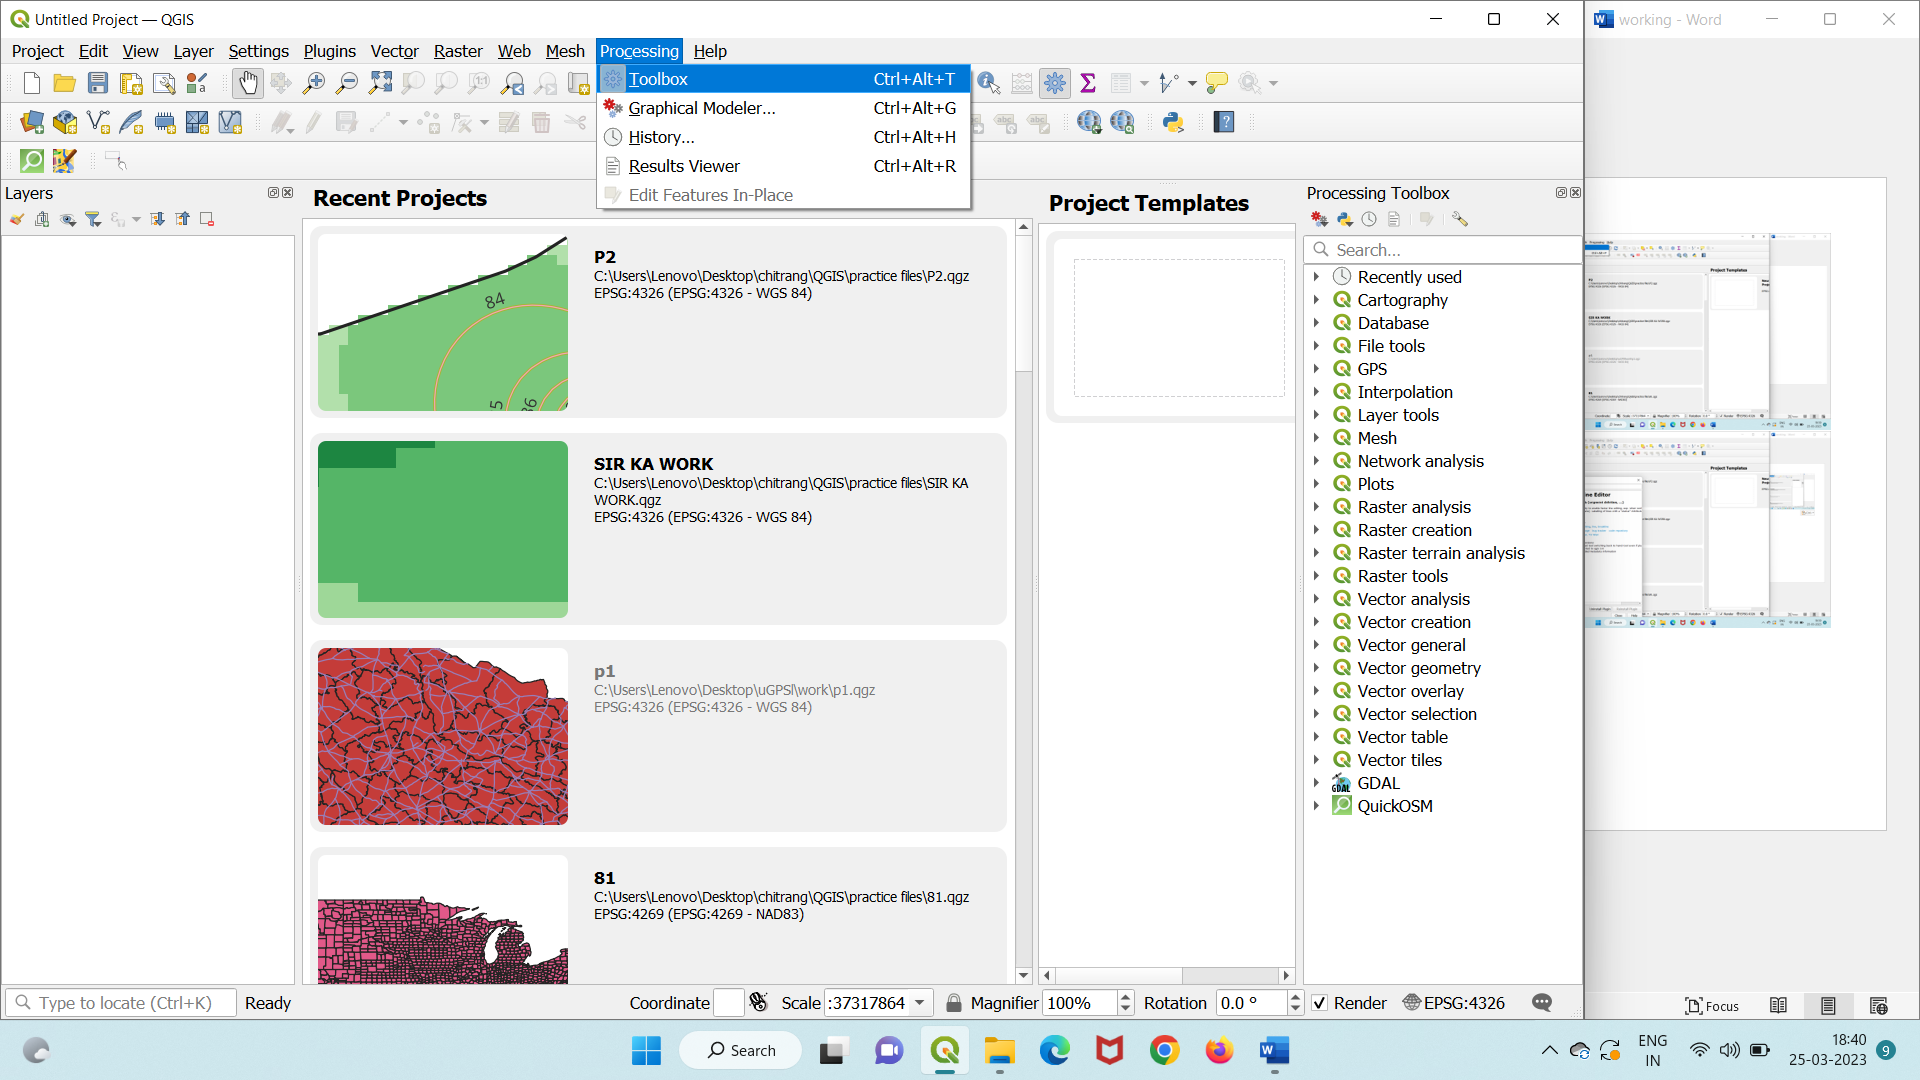 Untitled Project — QGIS
working - Word
Project Edit View Layer Settings Plugins Vector Raster Web Mesh Processing Help
Toolbox Ctrl+Alt+T
Graphical Modeler... Ctrl+Alt+G
History... Ctrl+Alt+H
Results Viewer Ctrl+Alt+R
Edit Features In-Place
Layers
Recent Projects
P2
C:\Users\Lenovo\Desktop\chitrang\QGIS\practice files\P2.qgz
EPSG:4326 (EPSG:4326 - WGS 84)
84
SIR KA WORK
C:\Users\Lenovo\Desktop\chitrang\QGIS\practice files\SIR KA
WORK.qgz
EPSG:4326 (EPSG:4326 - WGS 84)
p1
C:\Users\Lenovo\Desktop\uGPSl\work\p1.qgz
EPSG:4326 (EPSG:4326 - WGS 84)
81
C:\Users\Lenovo\Desktop\chitrang\QGIS\practice files\81.qgz
EPSG:4269 (EPSG:4269 - NAD83)
Project Templates
Processing Toolbox
Search...
Recently used
Cartography
Database
File tools
GPS
Interpolation
Layer tools
Mesh
Network analysis
Plots
Raster analysis
Raster creation
Raster terrain analysis
Raster tools
Vector analysis
Vector creation
Vector general
Vector geometry
Vector overlay
Vector selection
Vector table
Vector tiles
GDAL
QuickOSM
Project Templates
SIR KA WORK
Project Templates
Type to locate (Ctrl+K) Ready Coordinate Scale :37317864 Magnifier 100% Rotation 0.0 ° Render EPSG:4326
Focus
Search
ENG
IN
18:40
25-03-2023
9